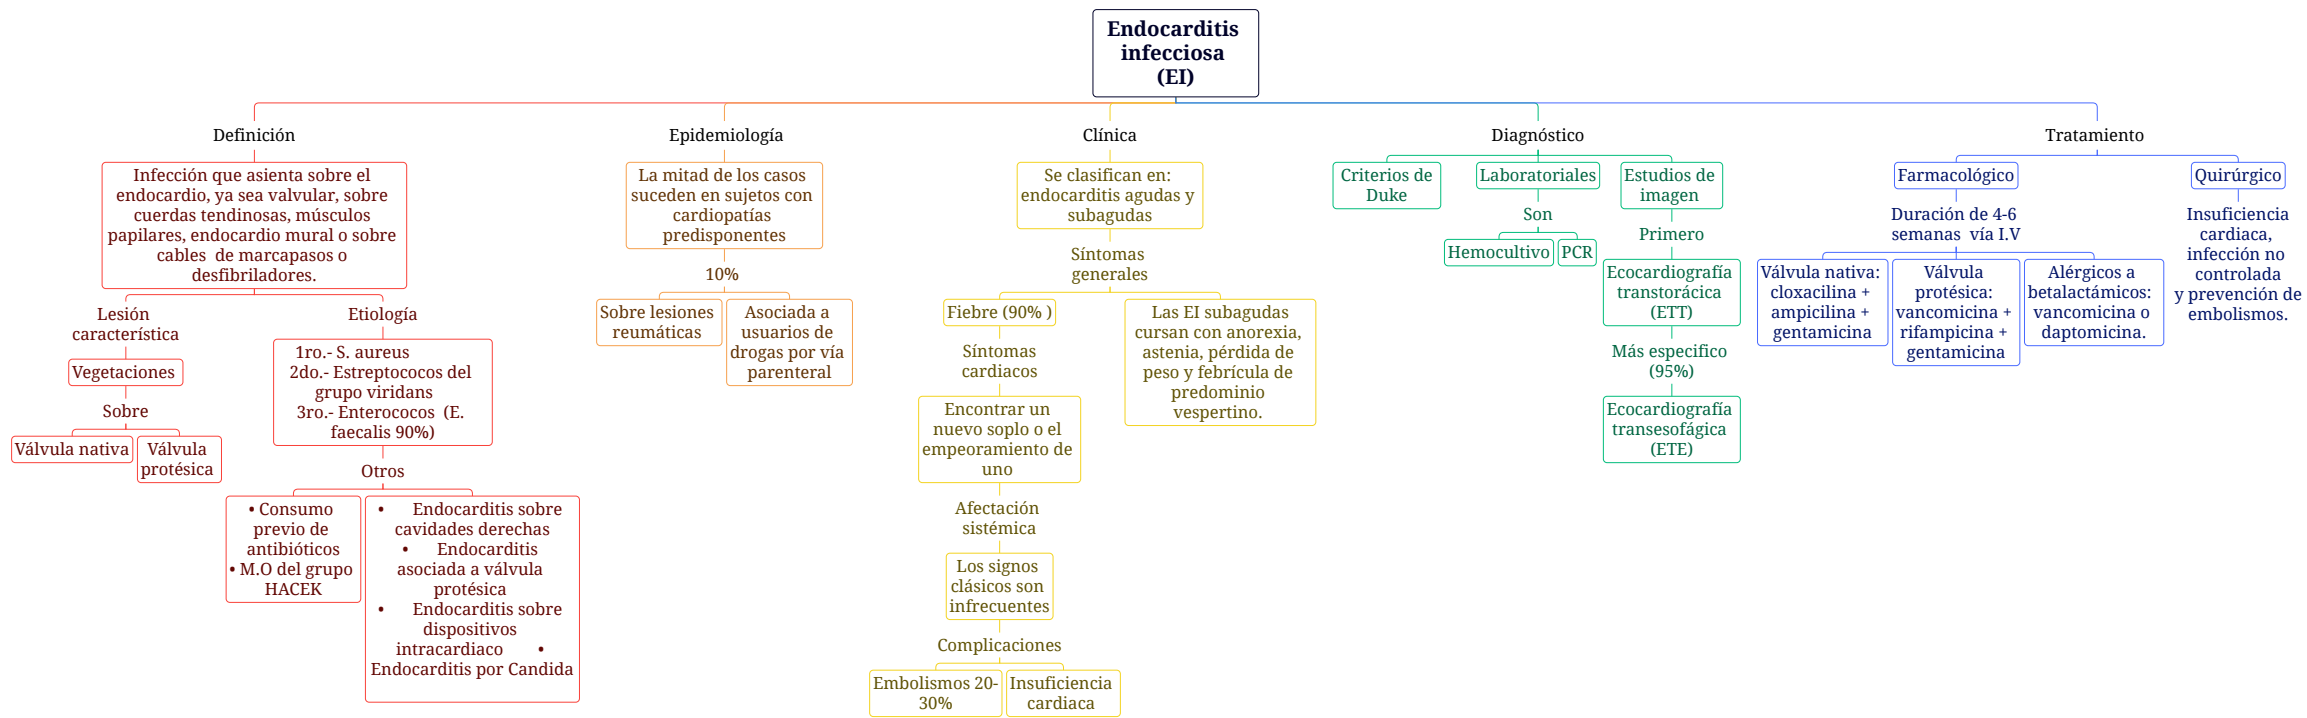 Endocarditis
infecciosa
(EI)
Definición
Infección que asienta sobre el
endocardio, ya sea valvular, sobre
cuerdas tendinosas, músculos
papilares, endocardio mural o sobre
cables de marcapasos o
desfibriladores.
Lesión
característica
Vegetaciones
Sobre
Válvula nativa
Válvula
protésica
Etiología
1ro.- S. aureus
2do.- Estreptococos del
grupo viridans
3ro.- Enterococos (E.
faecalis 90%)
Otros
• Consumo
previo de
antibióticos
• M.O del grupo
HACEK
• Endocarditis sobre
cavidades derechas
• Endocarditis
asociada a válvula
protésica
• Endocarditis sobre
dispositivos
intracardiaco •
Endocarditis por Candida
Epidemiología
La mitad de los casos
suceden en sujetos con
cardiopatías
predisponentes
10%
Sobre lesiones
reumáticas
Asociada a
usuarios de
drogas por vía
parenteral
Clínica
Se clasifican en:
endocarditis agudas y
subagudas
Síntomas
generales
Fiebre (90% )
Síntomas
cardiacos
Encontrar un
nuevo soplo o el
empeoramiento de
uno
Afectación
sistémica
Los signos
clásicos son
infrecuentes
Complicaciones
Embolismos 20-
30%
Insuficiencia
cardiaca
Las EI subagudas
cursan con anorexia,
astenia, pérdida de
peso y febrícula de
predominio
vespertino.
Diagnóstico
Criterios de
Duke
Laboratoriales
Son
Hemocultivo
PCR
Estudios de
imagen
Primero
Ecocardiografía
transtorácica
(ETT)
Más especifico
(95%)
Ecocardiografía
transesofágica
(ETE)
Tratamiento
Farmacológico
Duración de 4-6
semanas vía I.V
Válvula nativa:
cloxacilina +
ampicilina +
gentamicina
Válvula
protésica:
vancomicina +
rifampicina +
gentamicina
Alérgicos a
betalactámicos:
vancomicina o
daptomicina.
Quirúrgico
Insuficiencia
cardiaca,
infección no
controlada
y prevención de
embolismos.